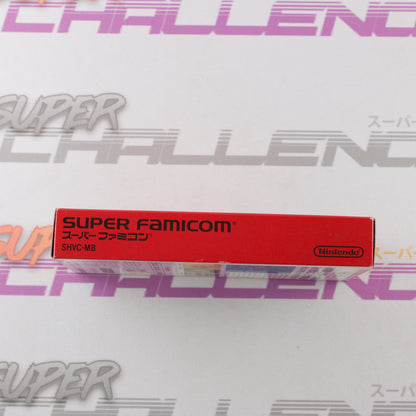 CHALLENGE
SUPER
スーパー
CHALLENGE
SUPER FAMICOM®
スーパーファミコン®
SHVC-MB
Nintendo
SUPER
CHALLENGE
スーパー
SUPER
CHALLENGE